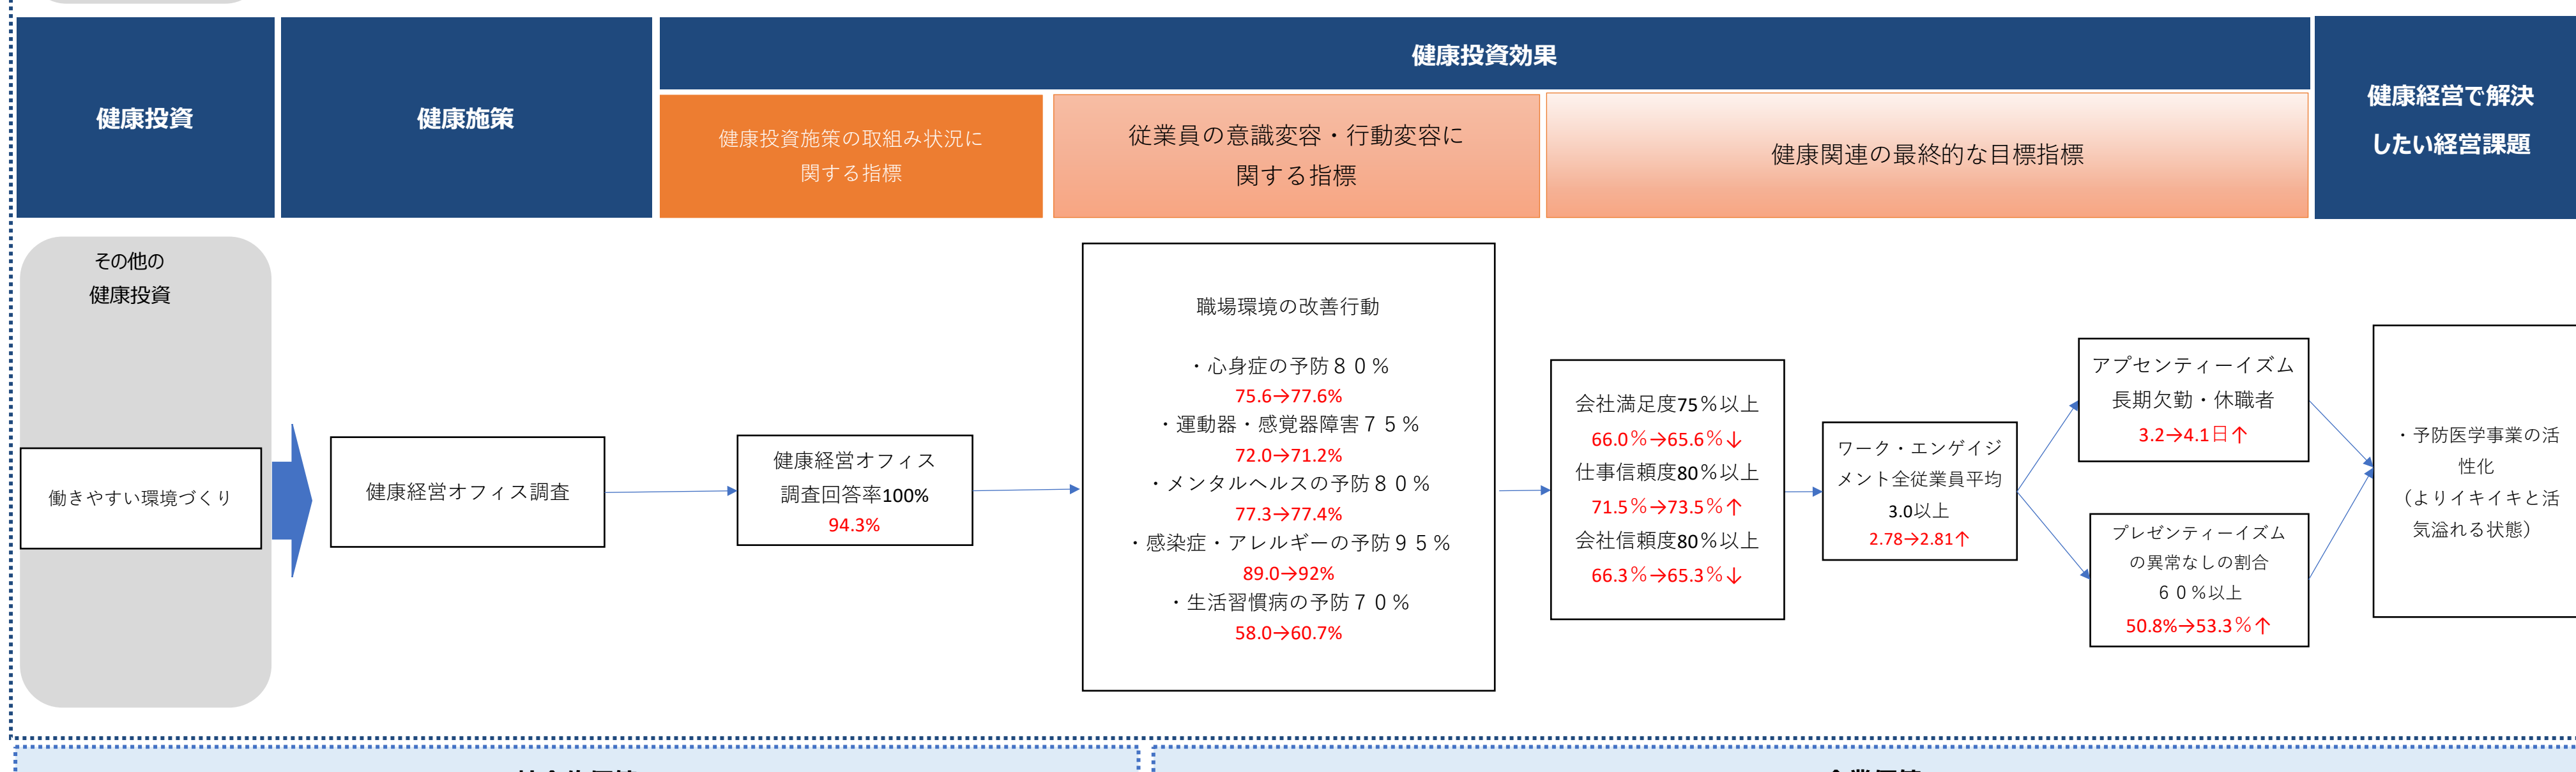 健康投資
健康施策
健康投資効果
健康投資施策の取組み状況に
関する指標
従業員の意識変容・行動変容に
関する指標
健康関連の最終的な目標指標
健康経営で解決
したい経営課題
その他の
健康投資
働きやすい環境づくり
健康経営オフィス調査
健康経営オフィス
調査回答率100%
94.3%
職場環境の改善行動
・心身症の予防８０％
75.6→77.6%
・運動器・感覚器障害７５％
72.0→71.2%
・メンタルヘルスの予防８０％
77.3→77.4%
・感染症・アレルギーの予防９５％
89.0→92%
・生活習慣病の予防７０％
58.0→60.7%
会社満足度75％以上
66.0％→65.6％↓
仕事信頼度80％以上
71.5％→73.5％↑
会社信頼度80％以上
66.3％→65.3％↓
ワーク・エンゲイジ
メント全従業員平均
3.0以上
2.78→2.81↑
アプセンティーイズム
長期欠勤・休職者
3.2→4.1日↑
プレゼンティーイズム
の異常なしの割合
６０％以上
50.8%→53.3％↑
・予防医学事業の活
性化
（よりイキイキと活
気溢れる状態）